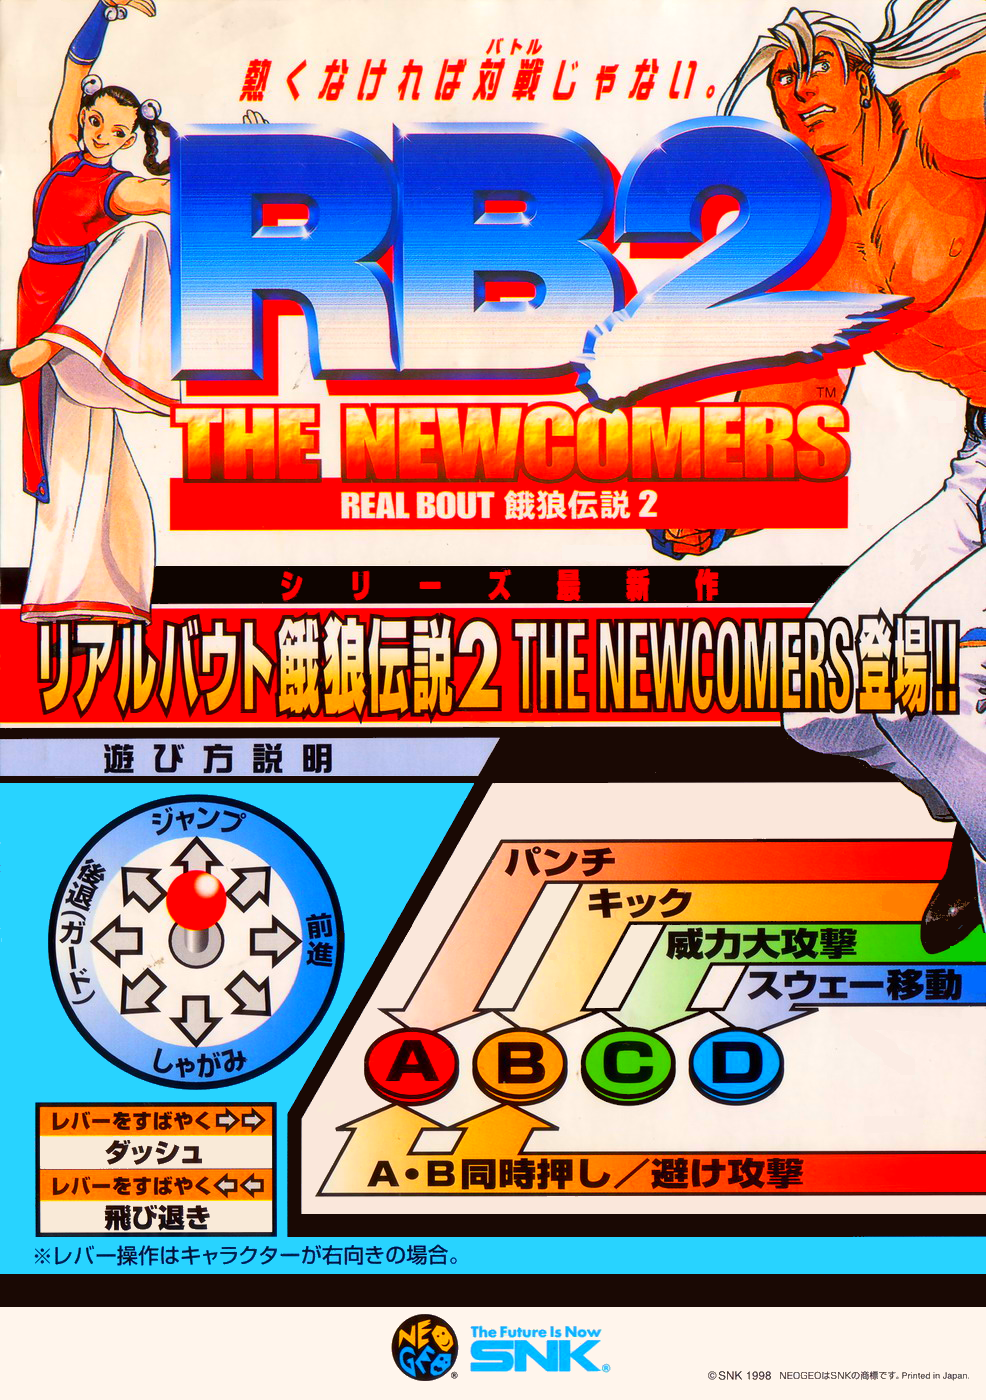 バトル
熱くなければ対戦じゃない。
RB2
TM
THE NEWCOMERS
REAL BOUT 餓狼伝説 2
シリーズ最新作
リアルバウト餓狼伝説2 THE NEWCOMERS登場!!
遊び方説明
ジャンプ
後退(ガード)
前進
しゃがみ
パンチ
キック
威力大攻撃
スウェー移動
A B C D
A・B同時押し／避け攻撃
レバーをすばやく⇨⇨
ダッシュ
レバーをすばやく⇦⇦
飛び退き
※レバー操作はキャラクターが右向きの場合。
NEO GEO®
The Future Is Now
SNK®
©SNK 1998 NEOGEOはSNKの商標です。Printed in Japan.